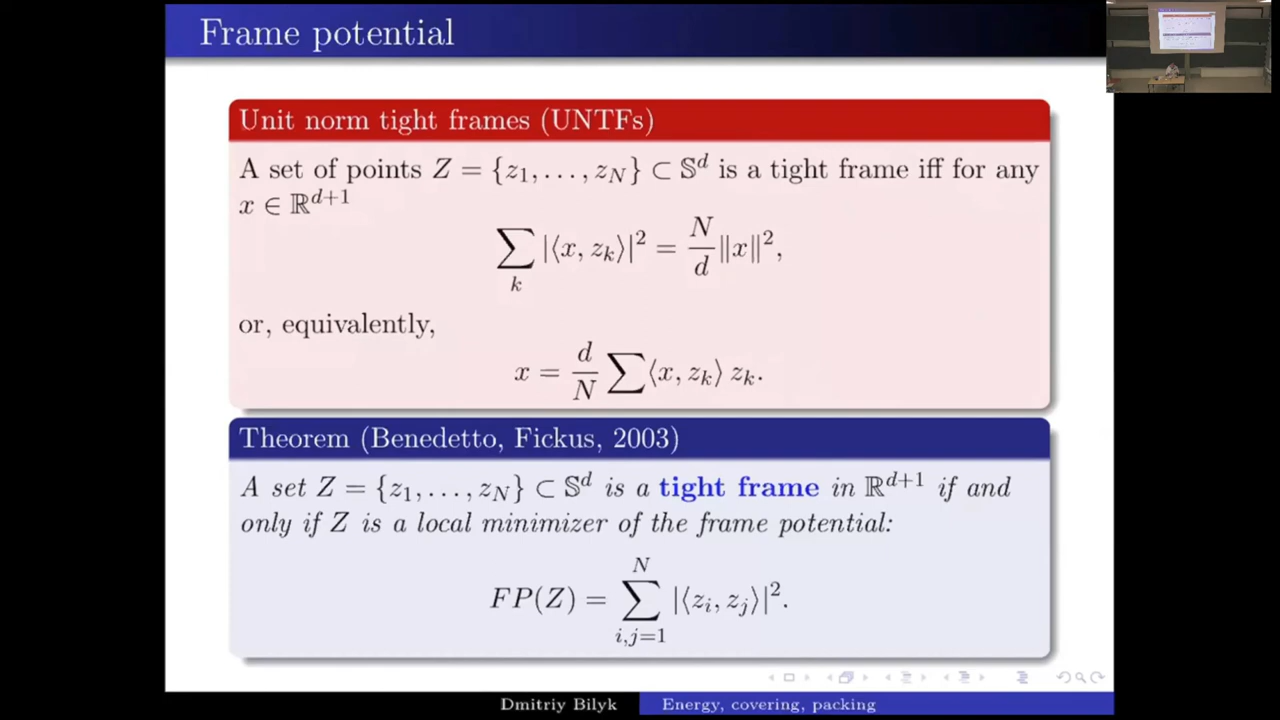 Frame potential
Unit norm tight frames (UNTFs)
A set of points Z = {z_1, . . . , z_N} ⊂ 𝕊^d is a tight frame iff for any
x ∈ ℝ^{d+1}
∑_k |⟨x, z_k⟩|^2 = N/d ‖x‖^2,
or, equivalently,
x = d/N ∑⟨x, z_k⟩ z_k.
Theorem (Benedetto, Fickus, 2003)
A set Z = {z_1, . . . , z_N} ⊂ 𝕊^d is a tight frame in ℝ^{d+1} if and
only if Z is a local minimizer of the frame potential:
FP(Z) = ∑_{i,j=1}^N |⟨z_i, z_j⟩|^2.
Dmitriy Bilyk
Energy, covering, packing